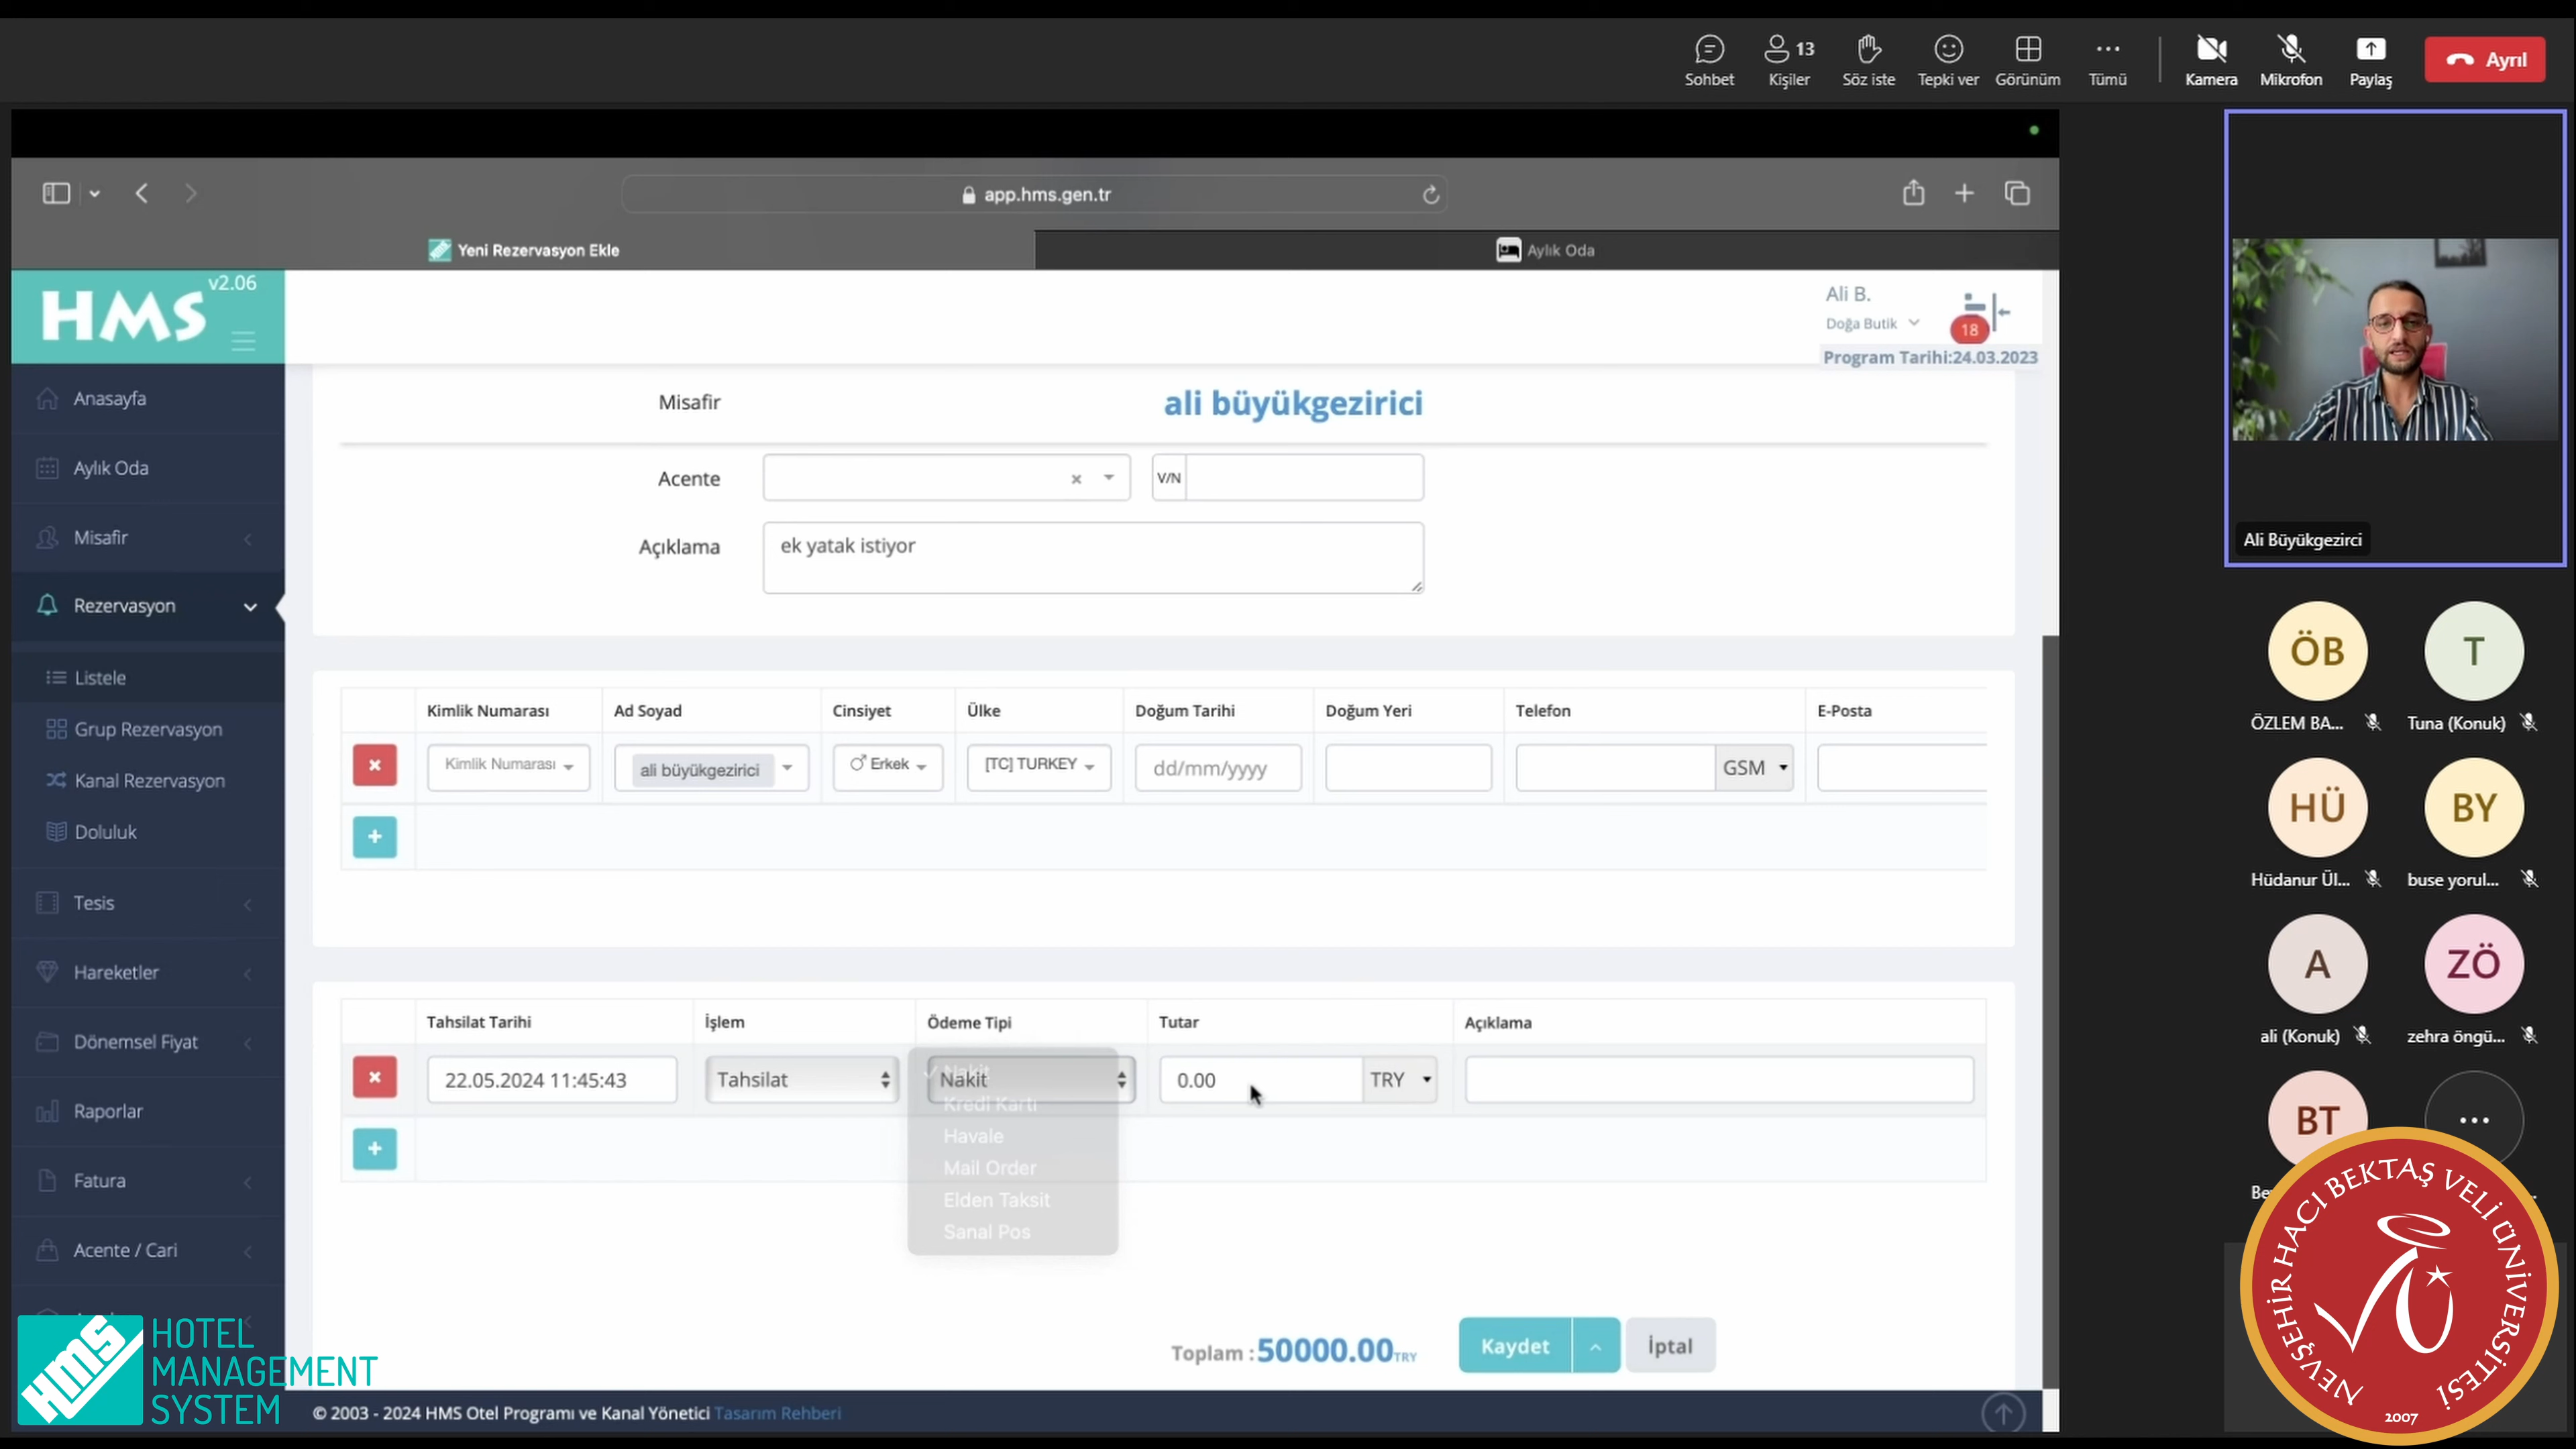 Sohbet
13
Kişiler
Söz iste
Tepki ver
Görünüm
Tümü
Kamera
Mikrofon
Paylaş
Ayrıl
app.hms.gen.tr
Yeni Rezervasyon Ekle
Aylık Oda
HMS v2.06
Ali B.
Doğa Butik
18
Program Tarihi:24.03.2023
Anasayfa
Aylık Oda
Misafir
Rezervasyon
Listele
Grup Rezervasyon
Kanal Rezervasyon
Doluluk
Tesis
Hareketler
Dönemsel Fiyat
Raporlar
Fatura
Acente / Cari
Misafir
ali büyükgezirici
Acente
V/N
Açıklama
ek yatak istiyor
Kimlik Numarası Ad Soyad Cinsiyet Ülke Doğum Tarihi Doğum Yeri Telefon E-Posta
Kimlik Numarası ali büyükgezirici Erkek [TC] TURKEY dd/mm/yyyy GSM
Tahsilat Tarihi İşlem Ödeme Tipi Tutar Açıklama
22.05.2024 11:45:43 Tahsilat Nakit 0.00 TRY
Nakit
Kredi Kartı
Havale
Mail Order
Elden Taksit
Sanal Pos
Toplam : 50000.00 TRY
Kaydet
İptal
© 2003 - 2024 HMS Otel Programı ve Kanal Yönetici Tasarım Rehberi
HMS
HOTEL
MANAGEMENT
SYSTEM
Ali Büyükgezirci
ÖB
ÖZLEM BA...
T
Tuna (Konuk)
HÜ
Hüdanur Ül...
BY
buse yorul...
A
ali (Konuk)
ZÖ
zehra öngü...
BT
NEVŞEHİR HACI BEKTAŞ VELİ ÜNİVERSİTESİ
2007